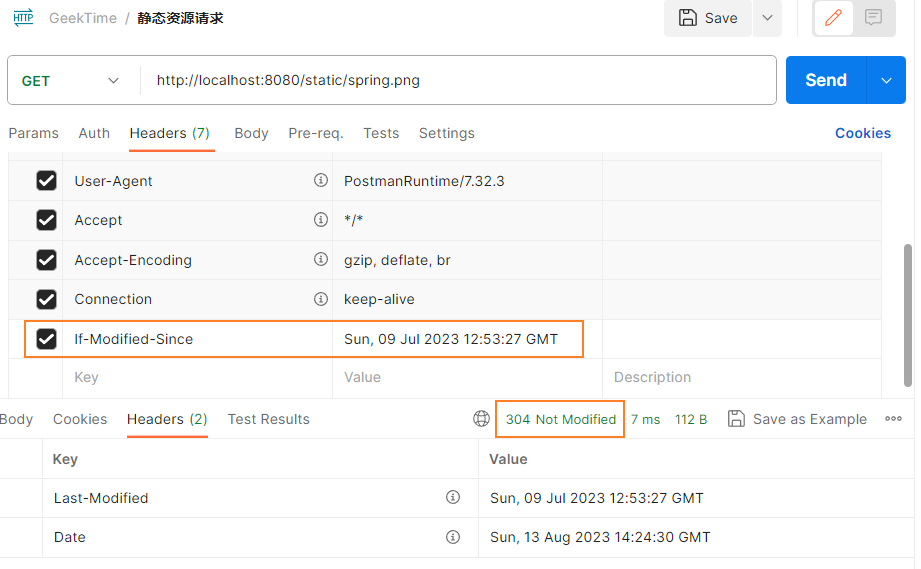 HTTP GeekTime / 静态资源请求 Save
GET http://localhost:8080/static/spring.png Send
Params Auth Headers (7) Body Pre-req. Tests Settings Cookies
User-Agent PostmanRuntime/7.32.3
Accept */*
Accept-Encoding gzip, deflate, br
Connection keep-alive
If-Modified-Since Sun, 09 Jul 2023 12:53:27 GMT
Key Value Description
Body Cookies Headers (2) Test Results 304 Not Modified 7 ms 112 B Save as Example
Key Value
Last-Modified Sun, 09 Jul 2023 12:53:27 GMT
Date Sun, 13 Aug 2023 14:24:30 GMT